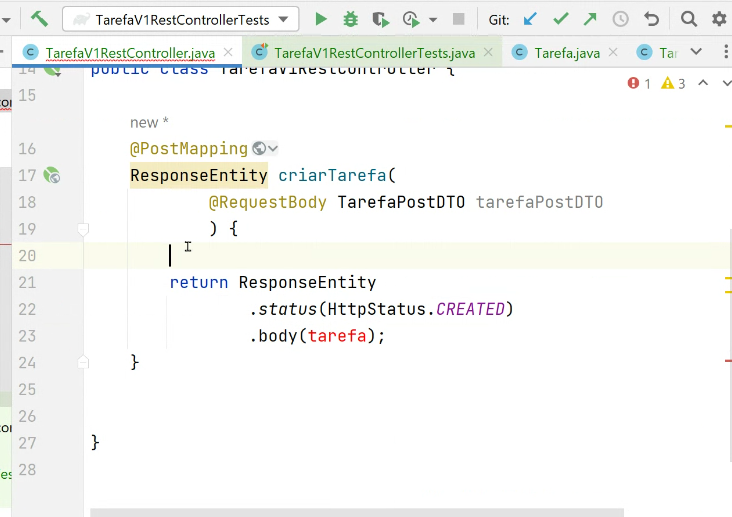 TarefaV1RestControllerTests
Git:
TarefaV1RestController.java
TarefaV1RestControllerTests.java
Tarefa.java
14 public class TarefaV1RestController {
1
3
15
new *
16 @PostMapping
17 ResponseEntity criarTarefa(
18 @RequestBody TarefaPostDTO tarefaPostDTO
19 ) {
20
21 return ResponseEntity
22 .status(HttpStatus.CREATED)
23 .body(tarefa);
24 }
25
26
27 }
28